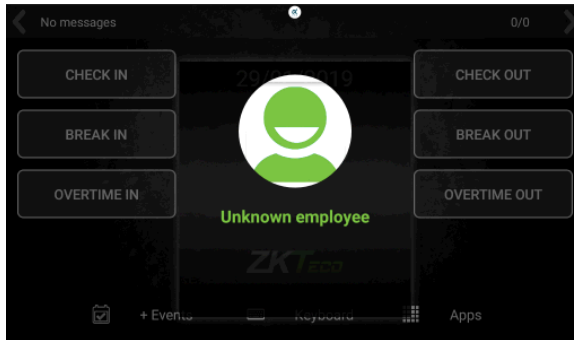 No messages
0/0
CHECK IN
CHECK OUT
BREAK IN
BREAK OUT
OVERTIME IN
OVERTIME OUT
Unknown employee
ZKTeco
+ Events
Keyboard
Apps